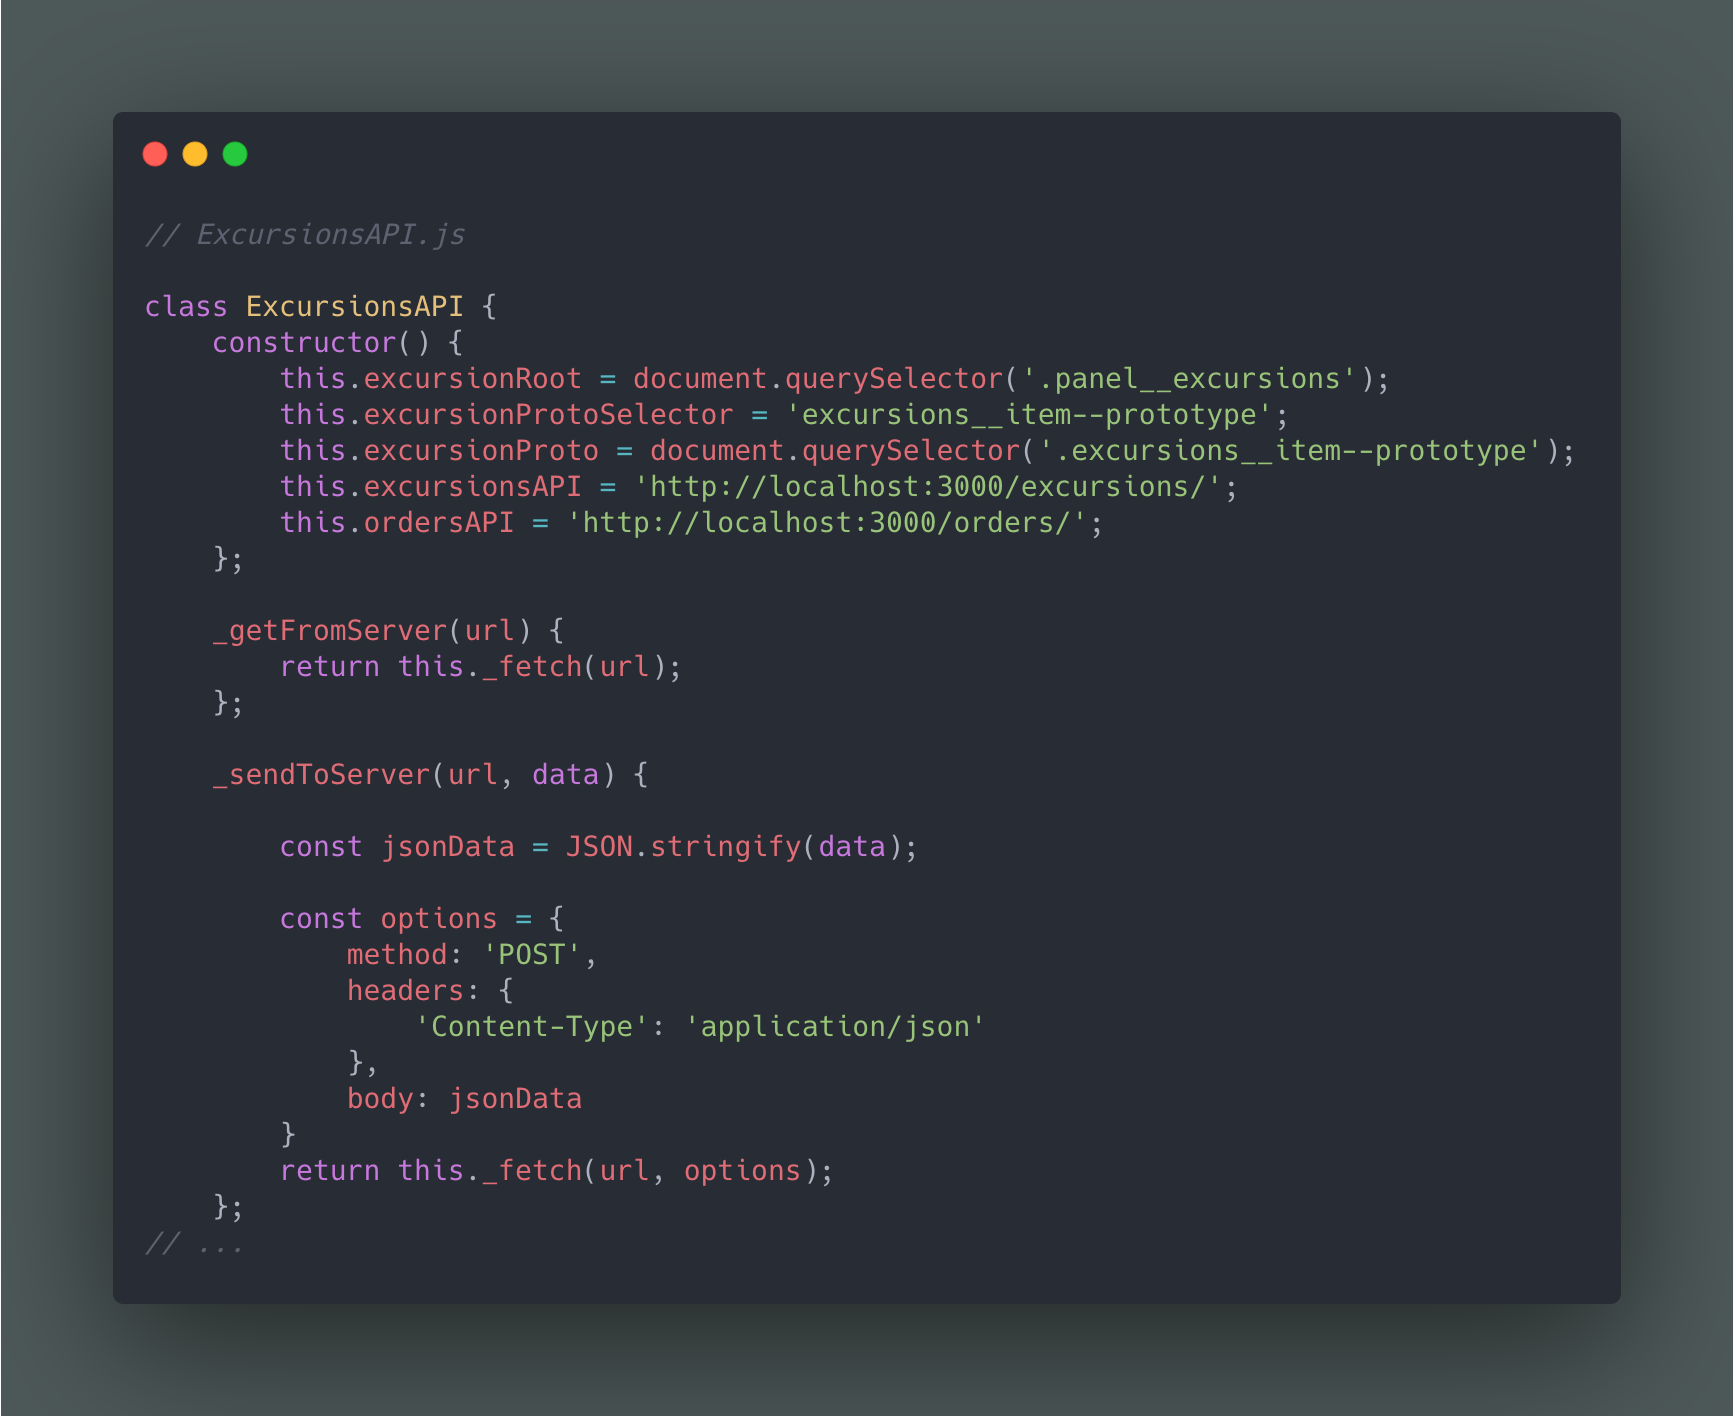 // ExcursionsAPI.js
class ExcursionsAPI {
    constructor() {
        this.excursionRoot = document.querySelector('.panel__excursions');
        this.excursionProtoSelector = 'excursions__item--prototype';
        this.excursionProto = document.querySelector('.excursions__item--prototype');
        this.excursionsAPI = 'http://localhost:3000/excursions/';
        this.ordersAPI = 'http://localhost:3000/orders/';
    };
    _getFromServer(url) {
        return this._fetch(url);
    };
    _sendToServer(url, data) {
        const jsonData = JSON.stringify(data);
        const options = {
            method: 'POST',
            headers: {
                'Content-Type': 'application/json'
            },
            body: jsonData
        }
        return this._fetch(url, options);
    };
// ...